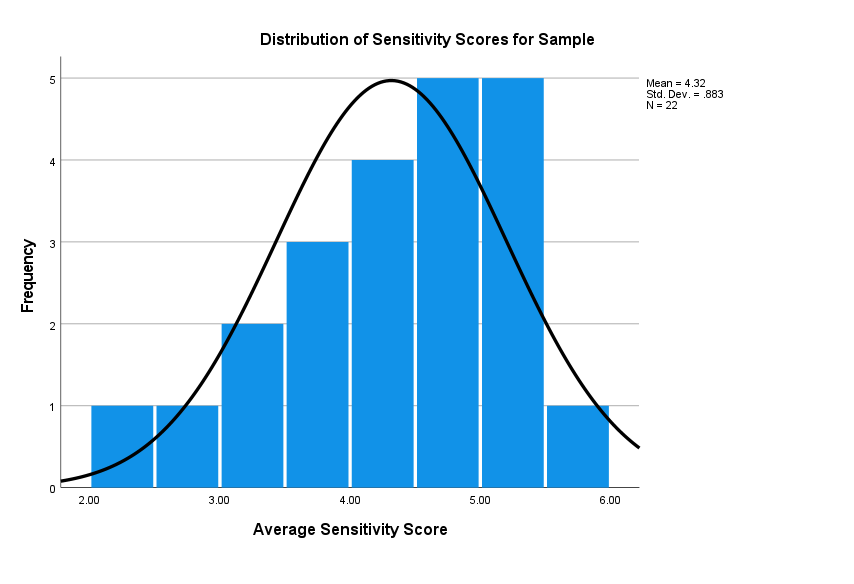 Distribution of Sensitivity Scores for Sample
Mean = 4.32
Std. Dev. = .883
N = 22
5
4
3
2
1
0
Frequency
2.00 3.00 4.00 5.00 6.00
Average Sensitivity Score